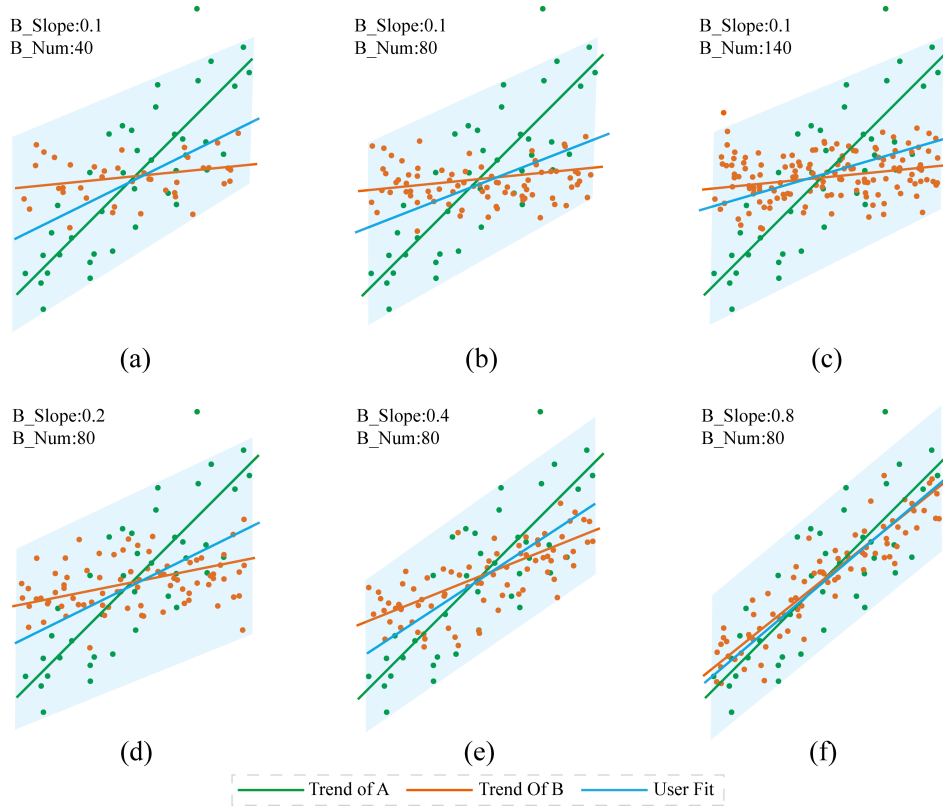 B_Slope:0.1
B_Num:40
B_Slope:0.1
B_Num:80
B_Slope:0.1
B_Num:140
(a)
(b)
(c)
B_Slope:0.2
B_Num:80
B_Slope:0.4
B_Num:80
B_Slope:0.8
B_Num:80
(d)
(e)
(f)
Trend of A
Trend Of B
User Fit